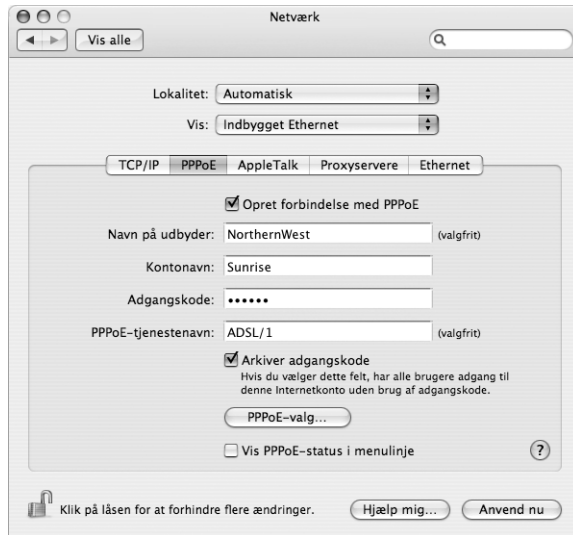 Netværk
Vis alle
Lokalitet: Automatisk
Vis: Indbygget Ethernet
TCP/IP PPPoE AppleTalk Proxyservere Ethernet
Opret forbindelse med PPPoE
Navn på udbyder: NorthernWest (valgfrit)
Kontonavn: Sunrise
Adgangskode: ••••••
PPPoE-tjenestenavn: ADSL/1 (valgfrit)
Arkiver adgangskode
Hvis du vælger dette felt, har alle brugere adgang til
denne Internetkonto uden brug af adgangskode.
PPPoE-valg...
Vis PPPoE-status i menulinje ?
Klik på låsen for at forhindre flere ændringer. Hjælp mig... Anvend nu